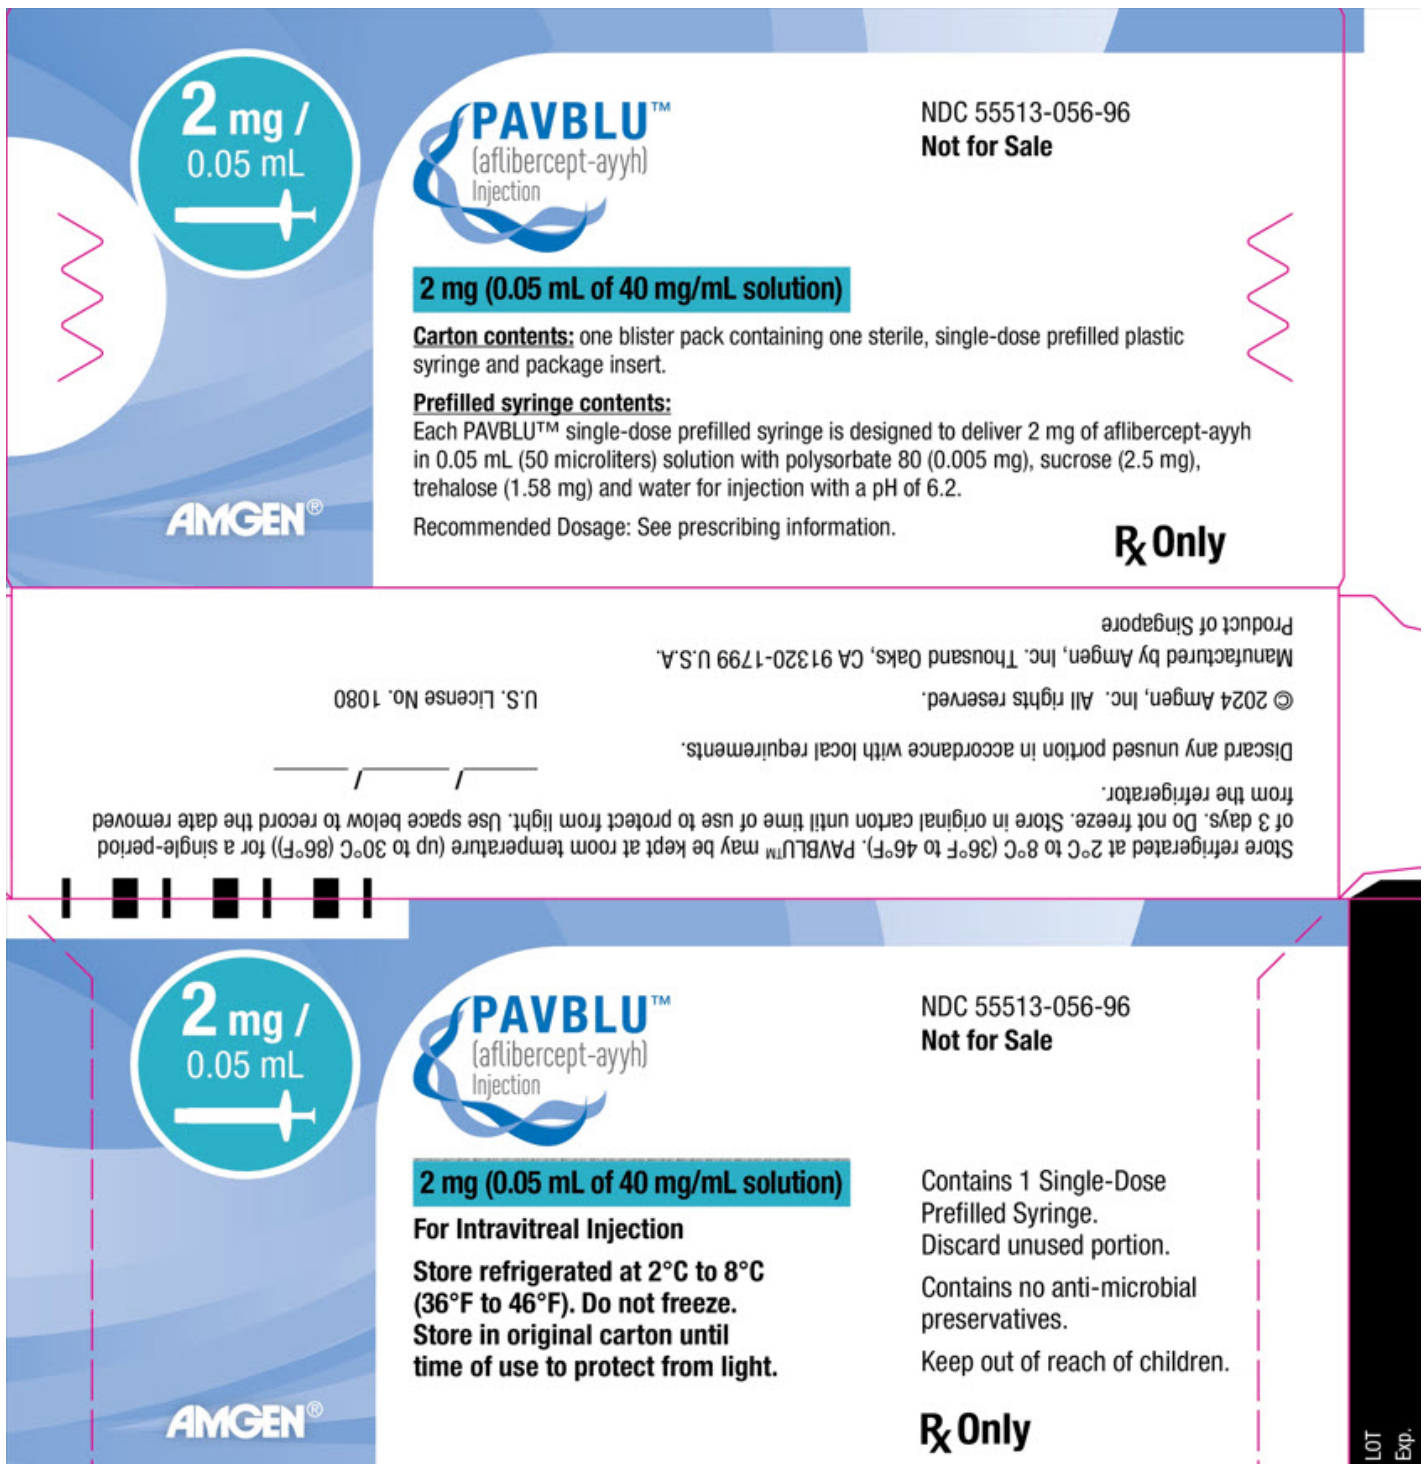 2 mg /
0.05 mL
PAVBLU™
(aflibercept-ayyh)
Injection
NDC 55513-056-96
Not for Sale
2 mg (0.05 mL of 40 mg/mL solution)
Carton contents: one blister pack containing one sterile, single-dose prefilled plastic
syringe and package insert.
Prefilled syringe contents:
Each PAVBLU™ single-dose prefilled syringe is designed to deliver 2 mg of aflibercept-ayyh
in 0.05 mL (50 microliters) solution with polysorbate 80 (0.005 mg), sucrose (2.5 mg),
trehalose (1.58 mg) and water for injection with a pH of 6.2.
Recommended Dosage: See prescribing information.
AMGEN®
Rx Only
Store refrigerated at 2°C to 8°C (36°F to 46°F). PAVBLU™ may be kept at room temperature (up to 30°C (86°F)) for a single-period
of 3 days. Do not freeze. Store in original carton until time of use to protect from light. Use space below to record the date removed
from the refrigerator.
____/____/____
Discard any unused portion in accordance with local requirements.
© 2024 Amgen, Inc. All rights reserved.
U.S. License No. 1080
Manufactured by Amgen, Inc. Thousand Oaks, CA 91320-1799 U.S.A.
Product of Singapore
2 mg /
0.05 mL
PAVBLU™
(aflibercept-ayyh)
Injection
NDC 55513-056-96
Not for Sale
2 mg (0.05 mL of 40 mg/mL solution)
For Intravitreal Injection
Store refrigerated at 2°C to 8°C
(36°F to 46°F). Do not freeze.
Store in original carton until
time of use to protect from light.
Contains 1 Single-Dose
Prefilled Syringe.
Discard unused portion.
Contains no anti-microbial
preservatives.
Keep out of reach of children.
AMGEN®
Rx Only
LOT
Exp.